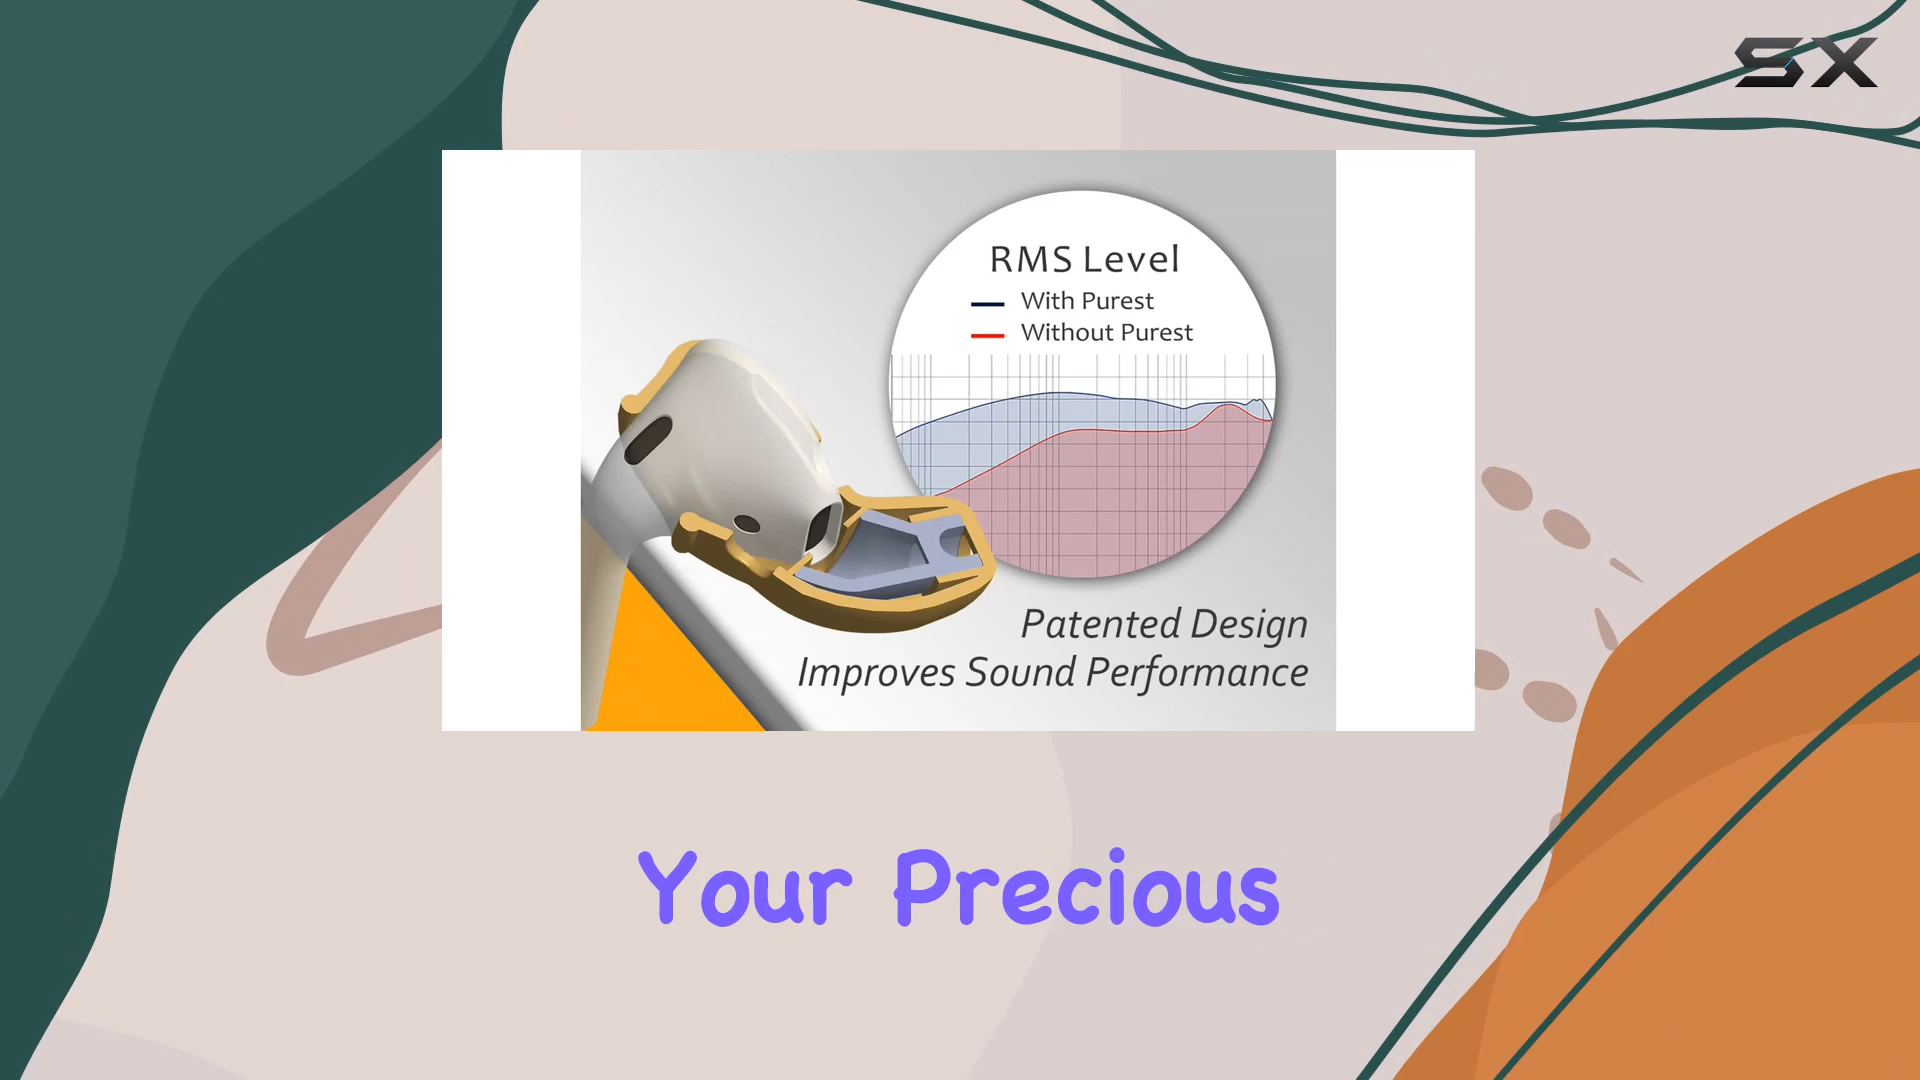 SX
RMS Level
With Purest
Without Purest
Patented Design
Improves Sound Performance
Your Precious